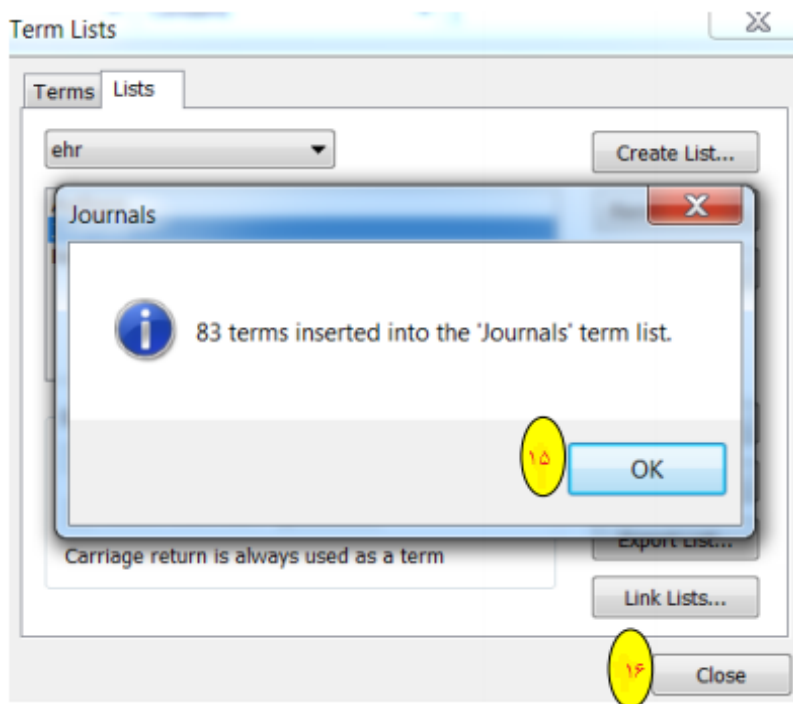 Term Lists
Terms Lists
ehr
Create List...
Journals
83 terms inserted into the 'Journals' term list.
۱۵
OK
Carriage return is always used as a term
Export List...
Link Lists...
۱۶
Close